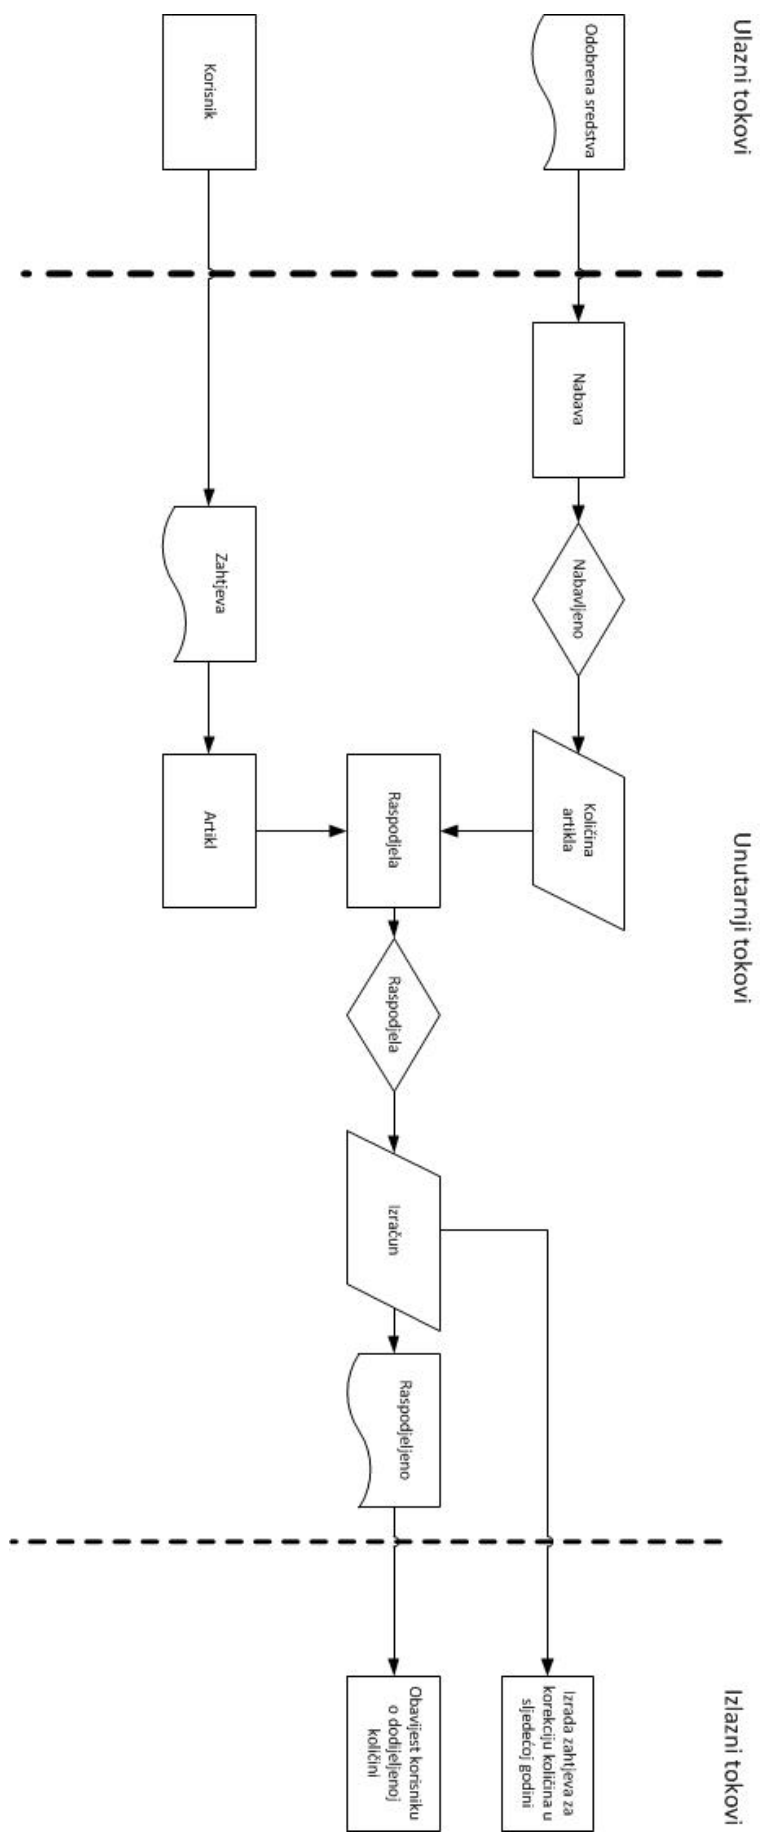 Ulazni tokovi
Unutarnji tokovi
Izlazni tokovi
Odobrena sredstva
Nabava
Nabavljeno
Količina
artikla
Izrada zahtjeva za
korekciju količina u
sljedećoj godini
Raspodjela
Raspodjela
Izračun
Raspodjeljeno
Obavijest korisniku
o dodijeljenoj
količini
Korisnik
Zahtjeva
Artikl